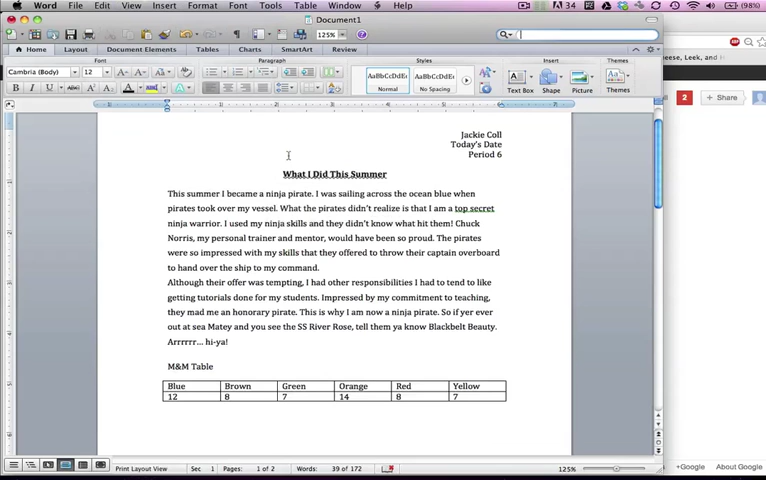 Word File Edit View Insert Format Font Tools Table Window Help 34 (98%)
Document1
125%
Home Layout Document Elements Tables Charts SmartArt Review
Font Paragraph Styles Insert Themes
Cambria (Body) 12
AaBbCcDdEe AaBbCcDdEe
Normal No Spacing Text Box Shape Picture Themes
Jackie Coll
Today's Date
Period 6
What I Did This Summer
This summer I became a ninja pirate. I was sailing across the ocean blue when
pirates took over my vessel. What the pirates didn't realize is that I am a top secret
ninja warrior. I used my ninja skills and they didn't know what hit them! Chuck
Norris, my personal trainer and mentor, would have been so proud. The pirates
were so impressed with my skills that they offered to throw their captain overboard
to hand over the ship to my command.
Although their offer was tempting, I had other responsibilities I had to tend to like
getting tutorials done for my students. Impressed by my commitment to teaching,
they mad me an honorary pirate. This is why I am now a ninja pirate. So if yer ever
out at sea Matey and you see the SS River Rose, tell them ya know Blackbelt Beauty.
Arrrrrr... hi-ya!
M&M Table
Blue Brown Green Orange Red Yellow
12 8 7 14 8 7
Print Layout View Sec 1 Pages: 1 of 2 Words: 39 of 172 125%
eese, Leek, and
2 + Share
+Google About Google